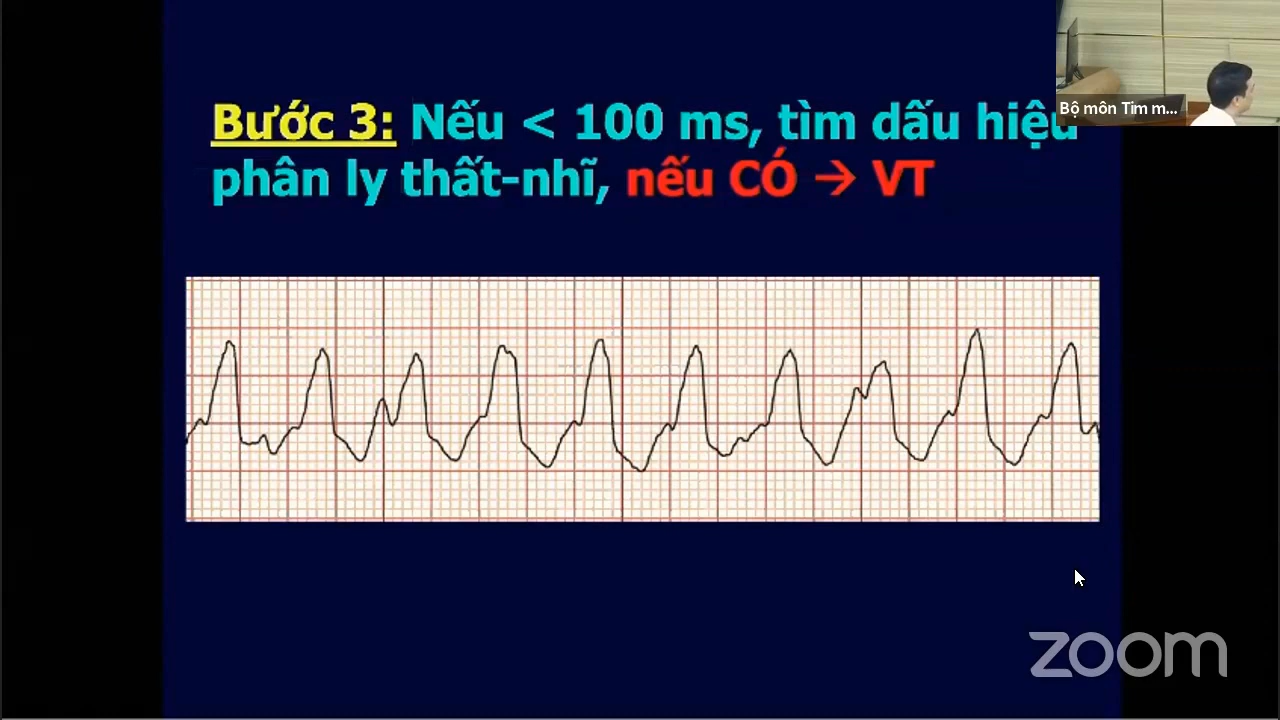 Bước 3: Nếu < 100 ms, tìm dấu hiệu
phân ly thất-nhĩ, nếu CÓ → VT
Bộ môn Tim m...
zoom